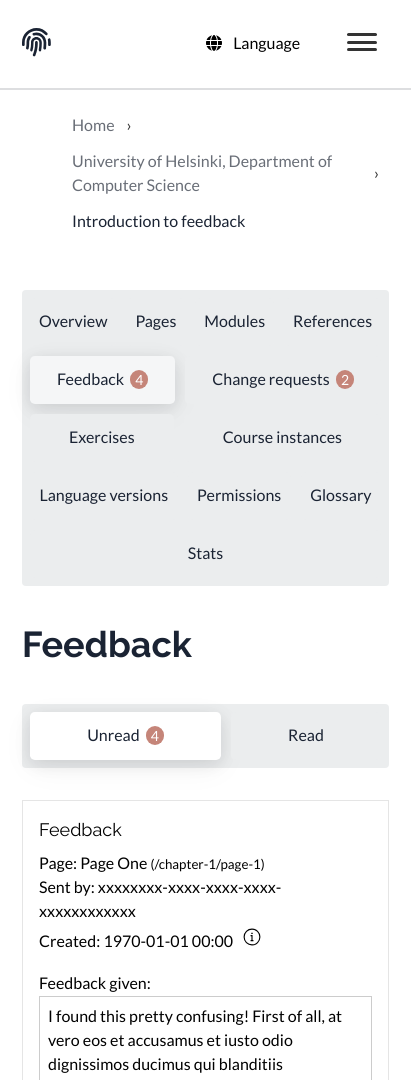 Language
Home ›
University of Helsinki, Department of
Computer Science ›
Introduction to feedback
Overview Pages Modules References
Feedback 4 Change requests 2
Exercises Course instances
Language versions Permissions Glossary
Stats
Feedback
Unread 4 Read
Feedback
Page: Page One (/chapter-1/page-1)
Sent by: xxxxxxxx-xxxx-xxxx-xxxx-
xxxxxxxxxxxx
Created: 1970-01-01 00:00
Feedback given:
I found this pretty confusing! First of all, at
vero eos et accusamus et iusto odio
dignissimos ducimus qui blanditiis